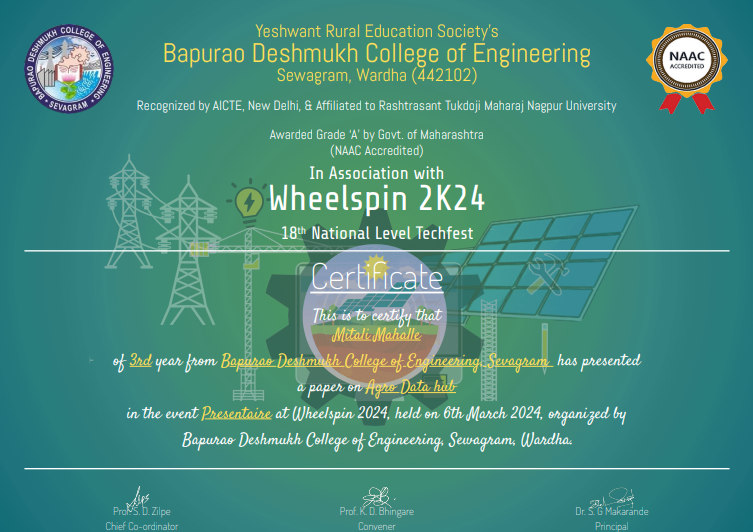 Yeshwant Rural Education Society's
Bapurao Deshmukh College of Engineering
Sewagram, Wardha (442102)
BAPURAO DESHMUKH COLLEGE OF ENGINEERING
SEVAGRAM
NAAC
ACCREDITED
Recognized by AICTE, New Delhi, & Affiliated to Rashtrasant Tukdoji Maharaj Nagpur University
Awarded Grade 'A' by Govt. of Maharashtra
(NAAC Accredited)
In Association with
Wheelspin 2K24
18th National Level Techfest
Certificate
This is to certify that
Mitali Mahalle
of 3rd year from Bapurao Deshmukh College of Engineering, Sevagram has presented
a paper on Agro Data hub
in the event Presentaire at Wheelspin 2024, held on 6th March 2024, organized by
Bapurao Deshmukh College of Engineering, Sewagram, Wardha.
Prof. S. D. Zilpe
Chief Co-ordinator
Prof. K. D. Bhingare
Convener
Dr. S. G Makarande
Principal